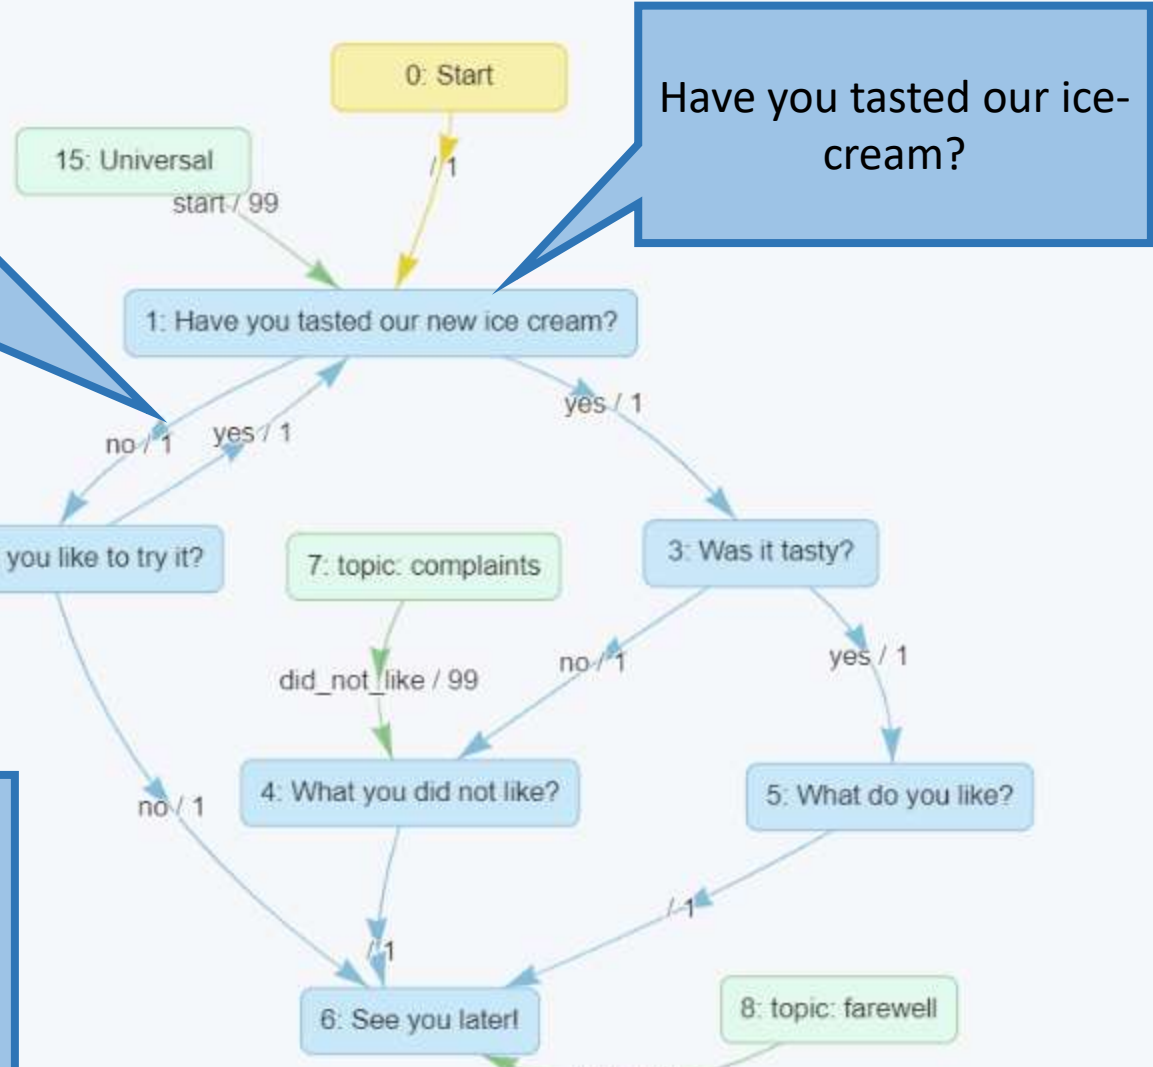 0: Start
Have you tasted our ice-
cream?
15: Universal
/ 1
start / 99
1: Have you tasted our new ice cream?
yes / 1
no / 1
yes / 1
you like to try it?
7: topic: complaints
3: Was it tasty?
no / 1
yes / 1
did_not_like / 99
4: What you did not like?
5: What do you like?
no / 1
/ 1
/ 1
8: topic: farewell
6: See you later!